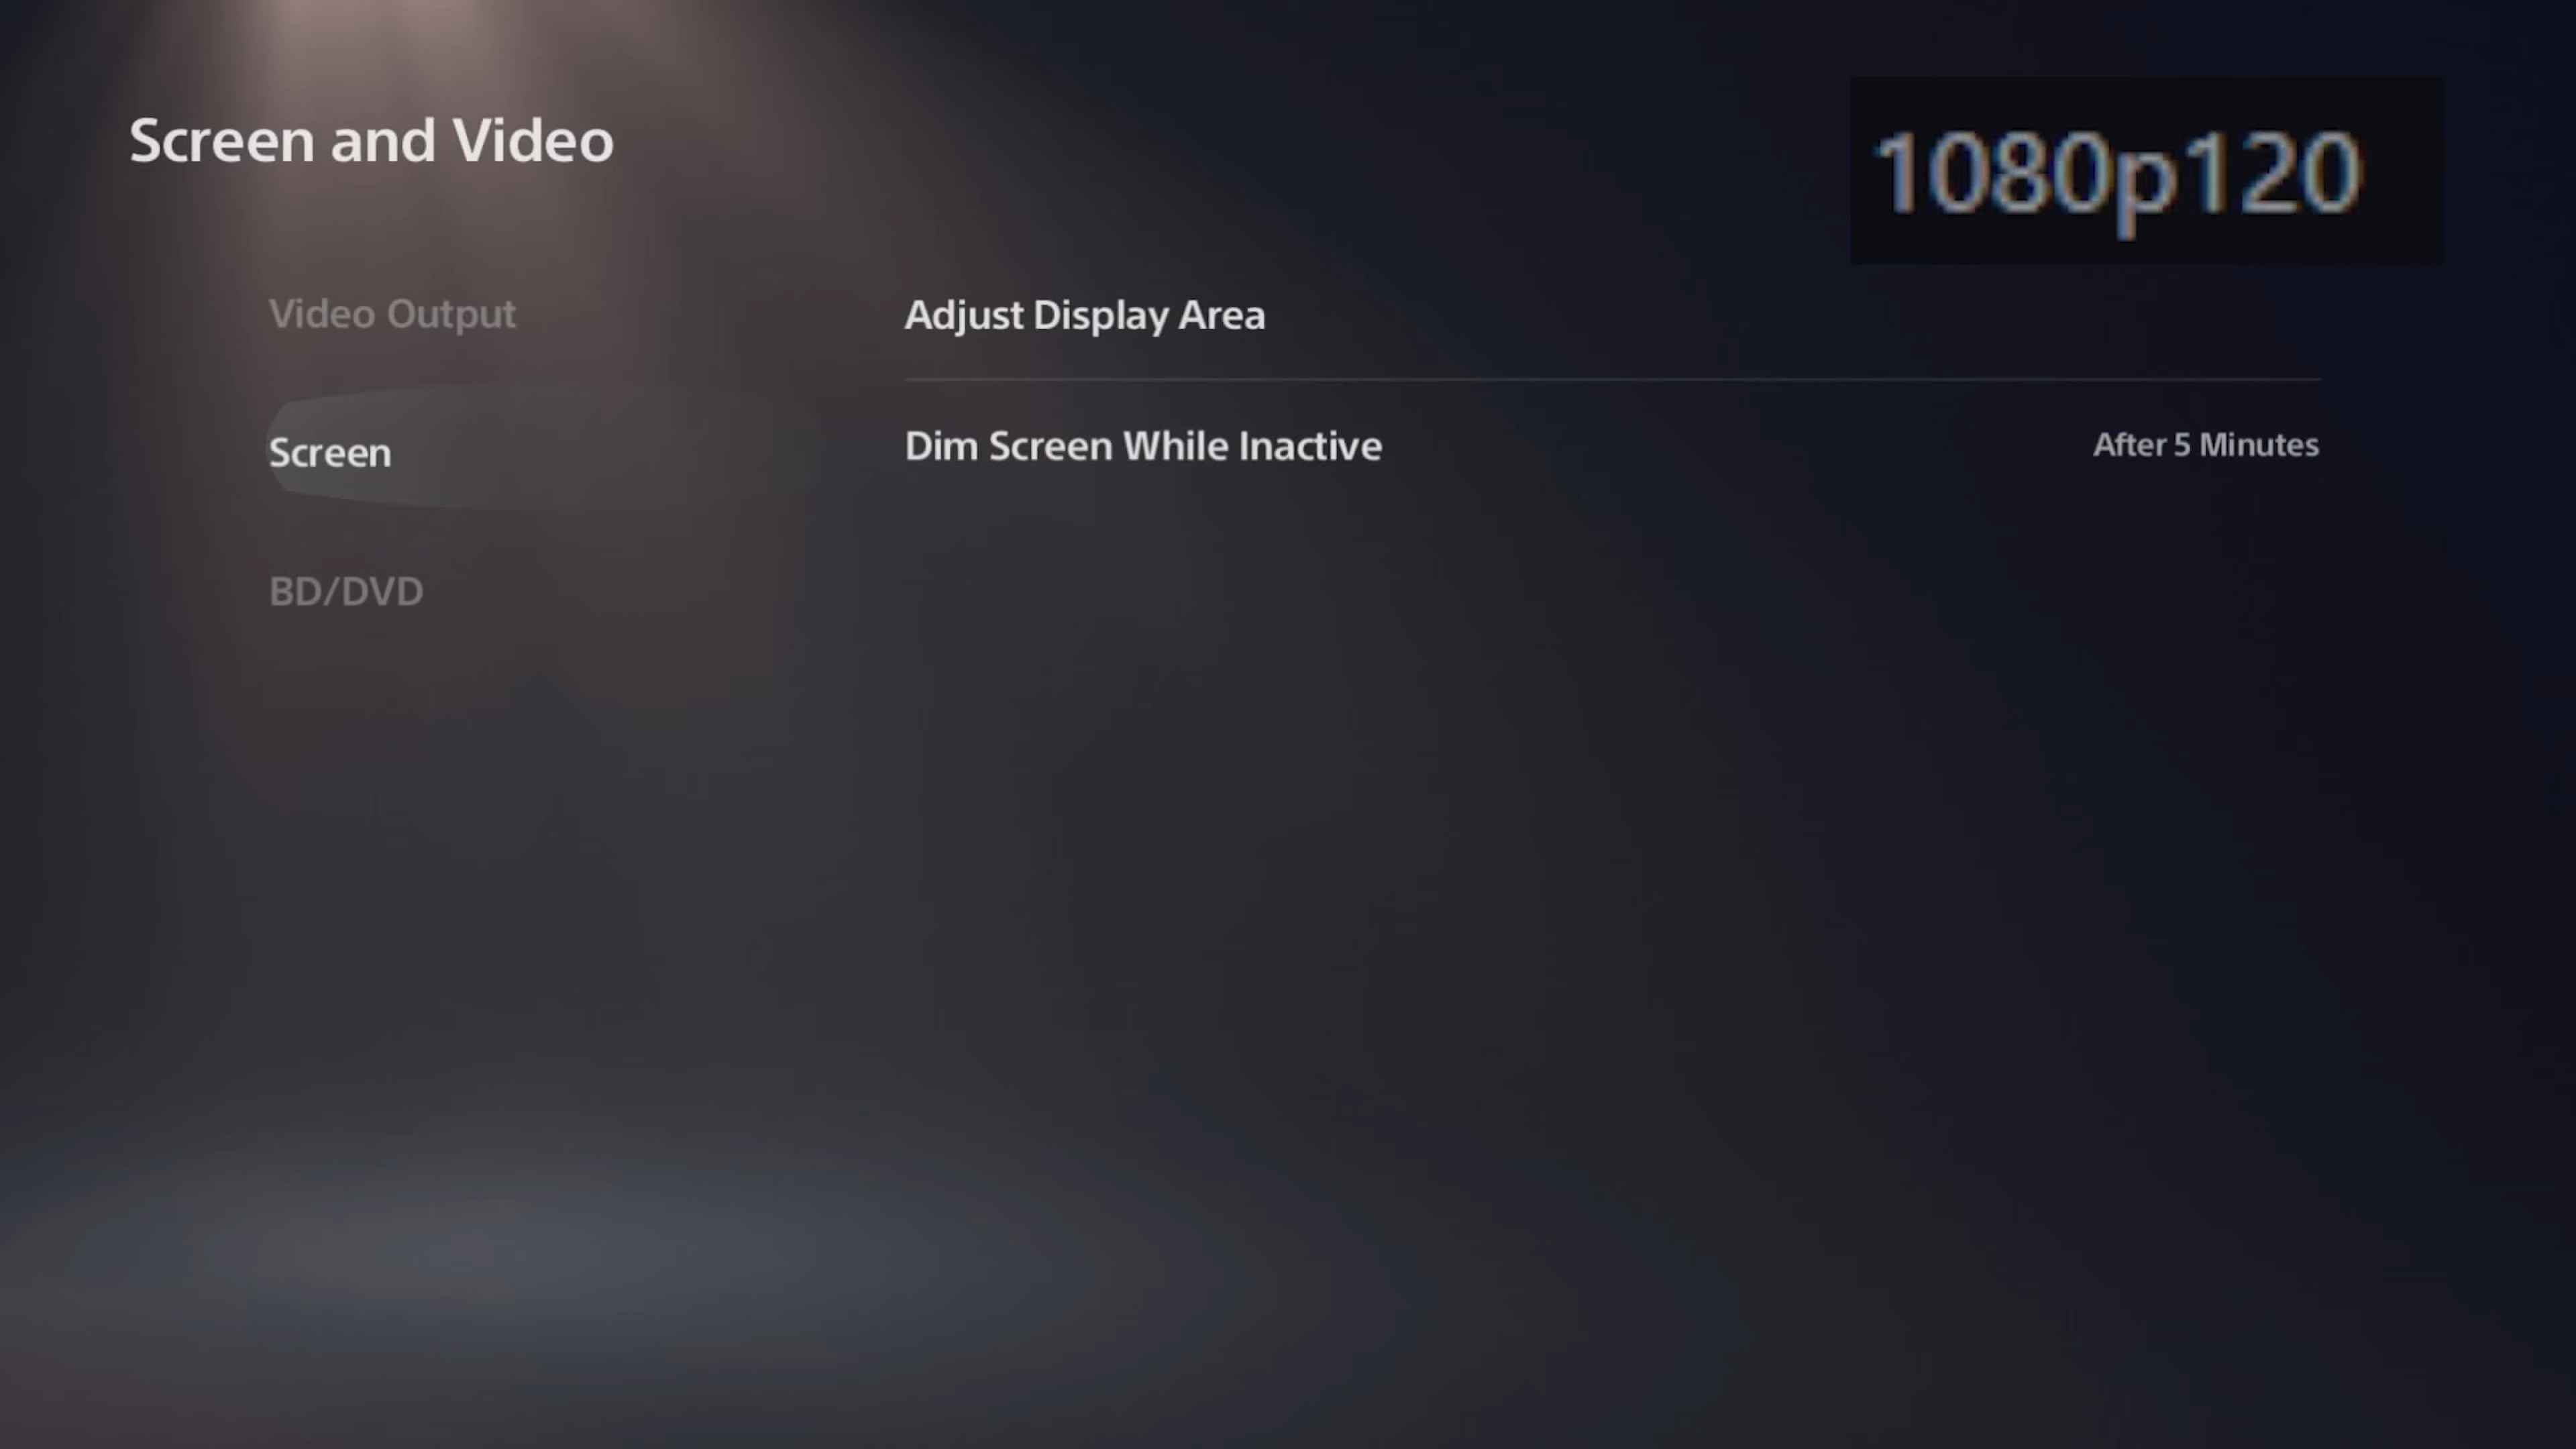 Screen and Video
1080p120
Video Output
Adjust Display Area
Screen
Dim Screen While Inactive
After 5 Minutes
BD/DVD